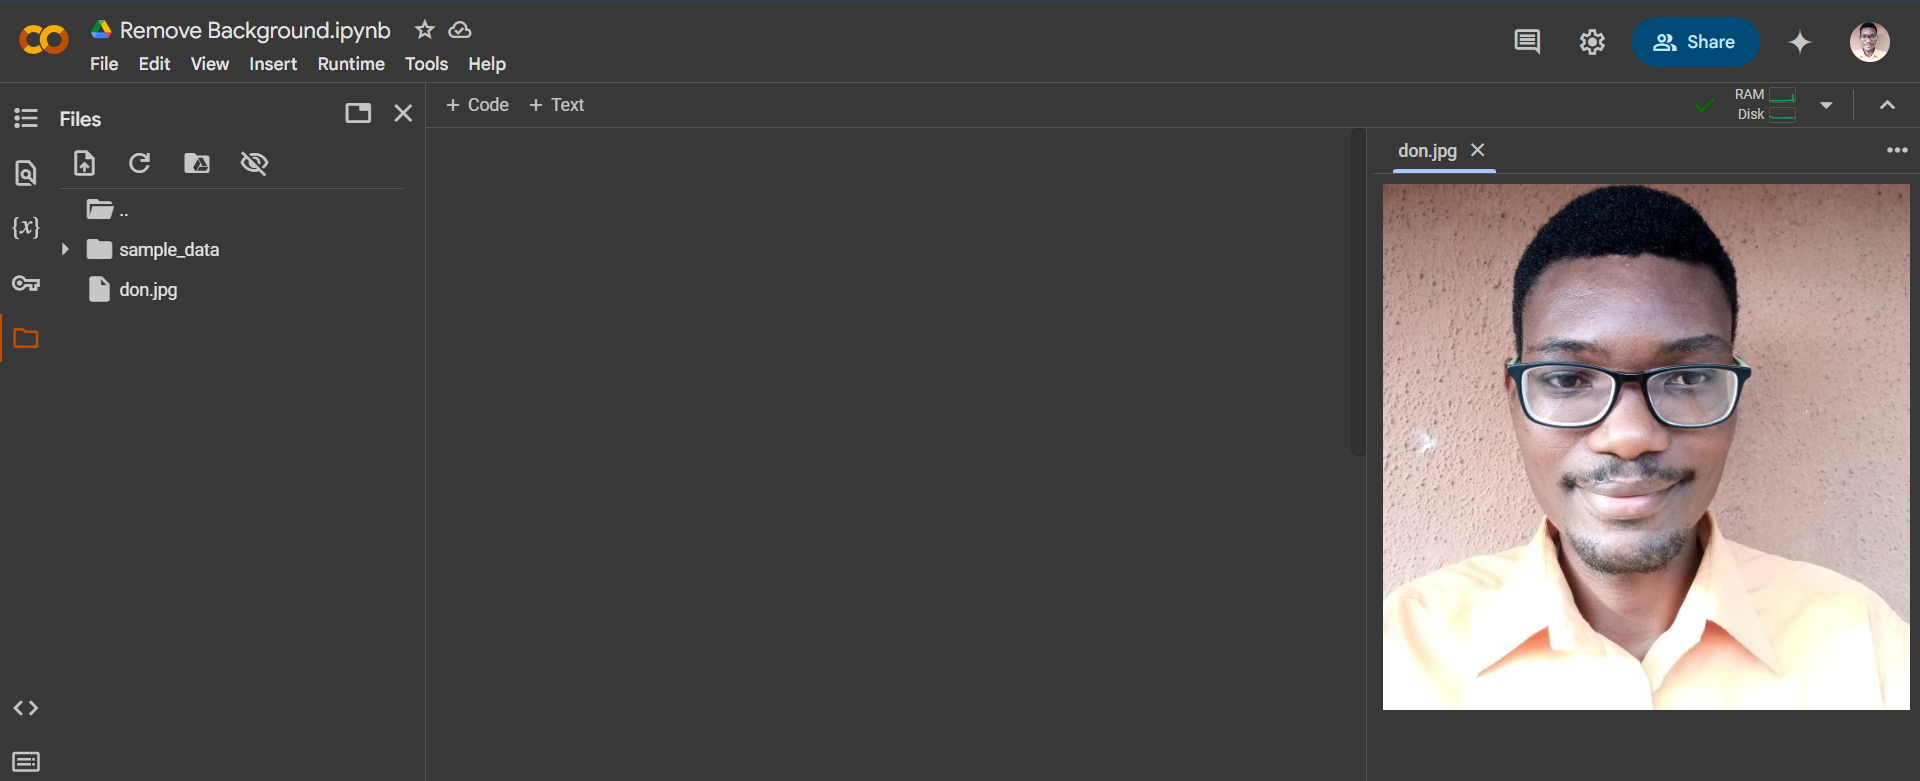 Remove Background.ipynb
File Edit View Insert Runtime Tools Help
Share
Files
+ Code + Text
RAM
Disk
..
sample_data
don.jpg
{x}
don.jpg